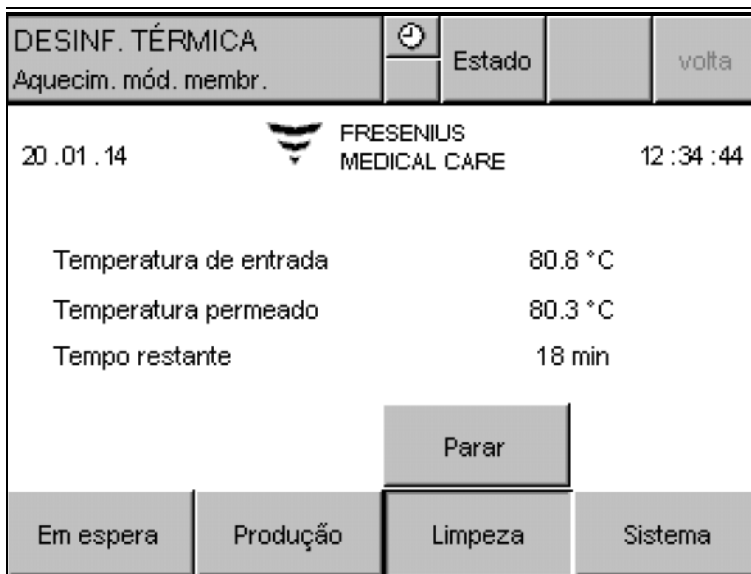 DESINF. TÉRMICA
Aquecim. mód. membr.
Estado
volta
20 .01 .14
FRESENIUS
MEDICAL CARE
12 :34 :44
Temperatura de entrada 80.8 °C
Temperatura permeado 80.3 °C
Tempo restante 18 min
Parar
Em espera Produção Limpeza Sistema